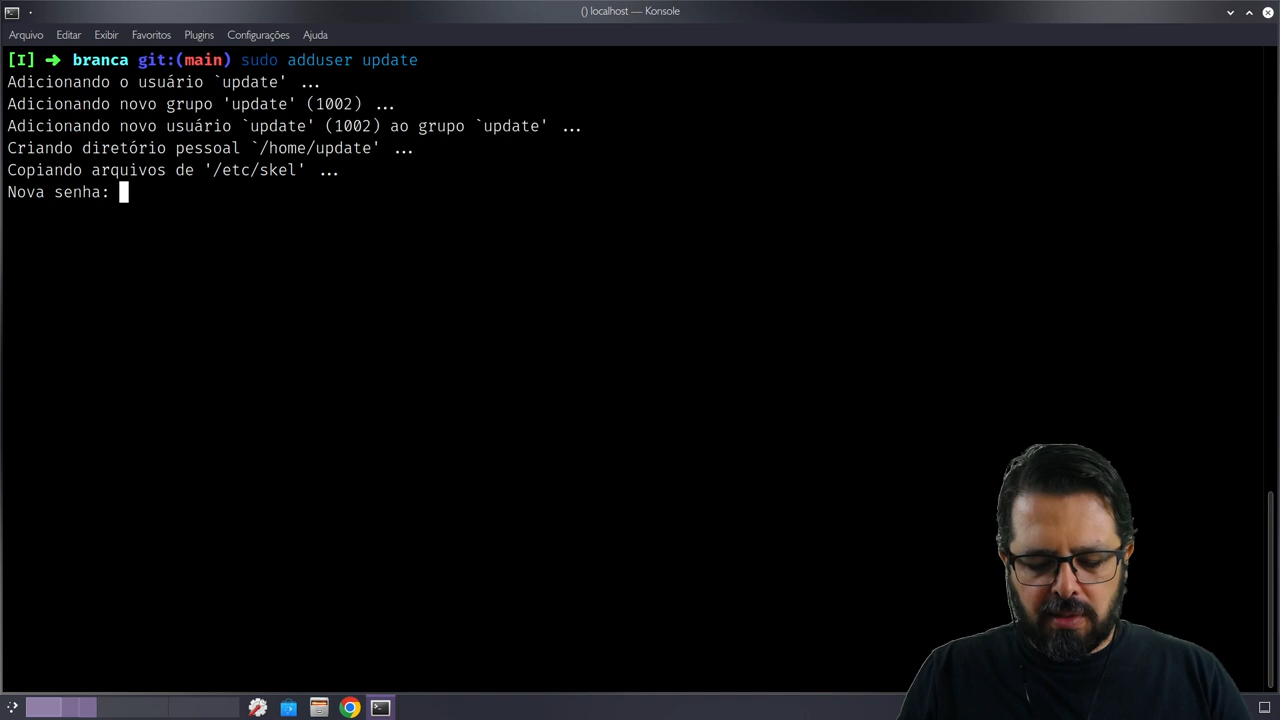 () localhost — Konsole
Arquivo Editar Exibir Favoritos Plugins Configurações Ajuda
[I] ➜ branca git:(main) sudo adduser update
Adicionando o usuário `update' ...
Adicionando novo grupo 'update' (1002) ...
Adicionando novo usuário `update' (1002) ao grupo `update' ...
Criando diretório pessoal `/home/update' ...
Copiando arquivos de '/etc/skel' ...
Nova senha: